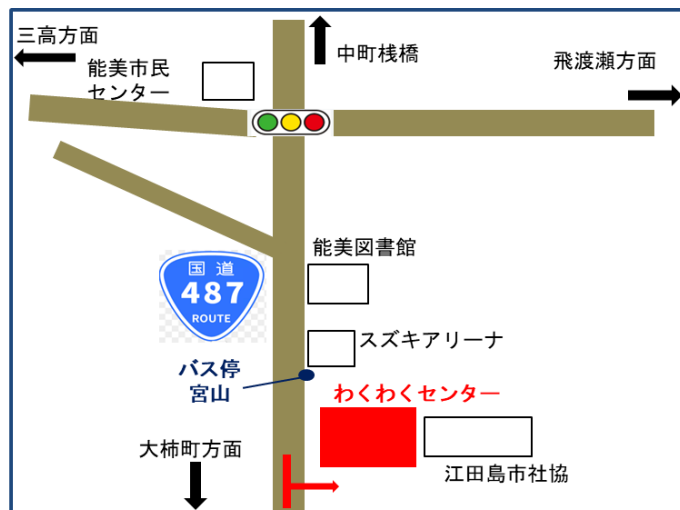 三高方面
中町桟橋
飛渡瀬方面
能美市民
センター
能美図書館
国道
487
ROUTE
スズキアリーナ
バス停
宮山
わくわくセンター
大柿町方面
江田島市社協